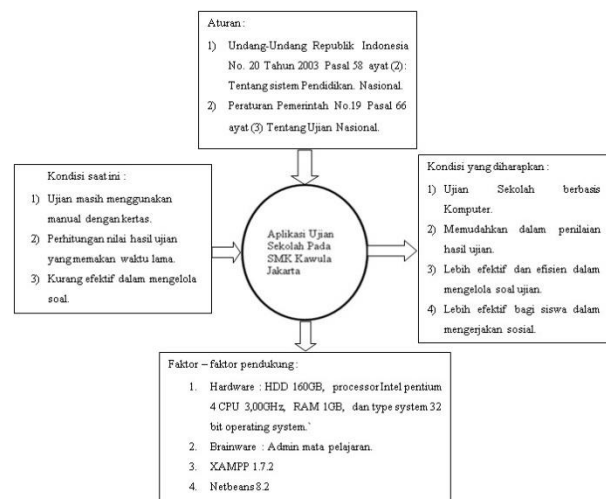 Aturan :
1) Undang-Undang Republik Indonesia
No. 20 Tahun 2003 Pasal 58 ayat (2):
Tentang sistem Pendidikan. Nasional.
2) Peraturan Pemerintah No.19 Pasal 66
ayat (3) Tentang Ujian Nasional.
Kondisi saat ini :
1) Ujian masih menggunakan
manual dengan kertas.
2) Perhitungan nilai hasil ujian
yang memakan waktu lama.
3) Kurang efektif dalam mengelola
soal.
Aplikasi Ujian
Sekolah Pada
SMK Kawula
Jakarta
Kondisi yang diharapkan :
1) Ujian Sekolah berbasis
Komputer.
2) Memudahkan dalam penilaian
hasil ujian.
3) Lebih efektif dan efisien dalam
mengelola soal ujian.
4) Lebih efektif bagi siswa dalam
mengerjakan sosial.
Faktor – faktor pendukung :
1. Hardware : HDD 160GB, processor Intel pentium
4 CPU 3,00GHz, RAM 1GB, dan type system 32
bit operating system.`
2. Brainware : Admin mata pelajaran.
3. XAMPP 1.7.2
4. Netbeans 8.2